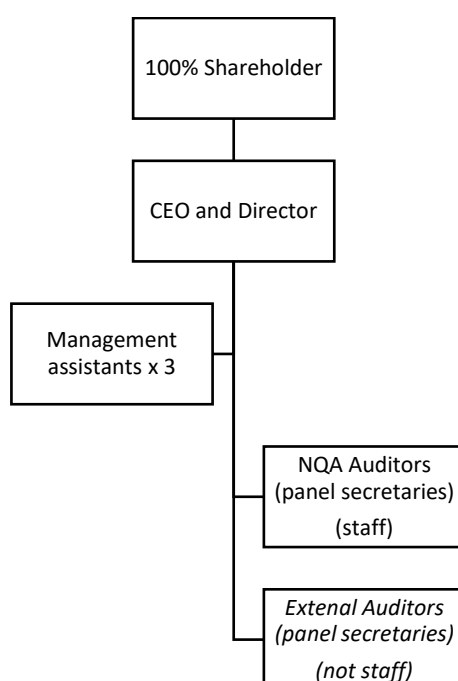 100% Shareholder
CEO and Director
Management
assistants x 3
NQA Auditors
(panel secretaries)
(staff)
Extenal Auditors
(panel secretaries)
(not staff)